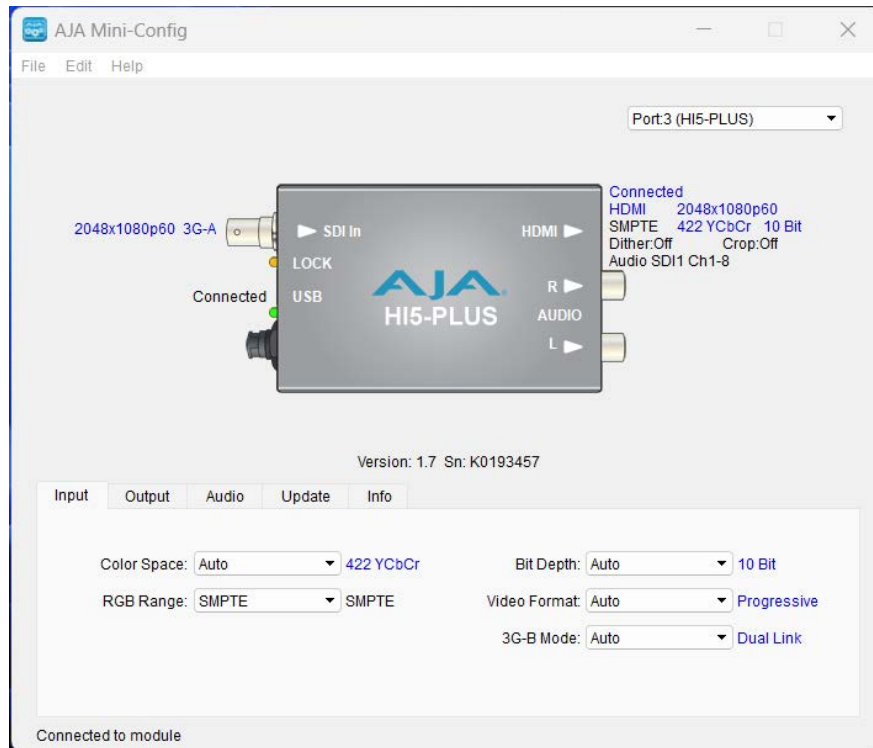 AJA Mini-Config
File Edit Help
Port:3 (HI5-PLUS)
2048x1080p60 3G-A
SDI In
LOCK
Connected
USB
AJA
HI5-PLUS
HDMI
R
AUDIO
L
Connected
HDMI 2048x1080p60
SMPTE 422 YCbCr 10 Bit
Dither:Off Crop:Off
Audio SDI1 Ch1-8
Version: 1.7 Sn: K0193457
Input Output Audio Update Info
Color Space: Auto 422 YCbCr Bit Depth: Auto 10 Bit
RGB Range: SMPTE SMPTE Video Format: Auto Progressive
3G-B Mode: Auto Dual Link
Connected to module